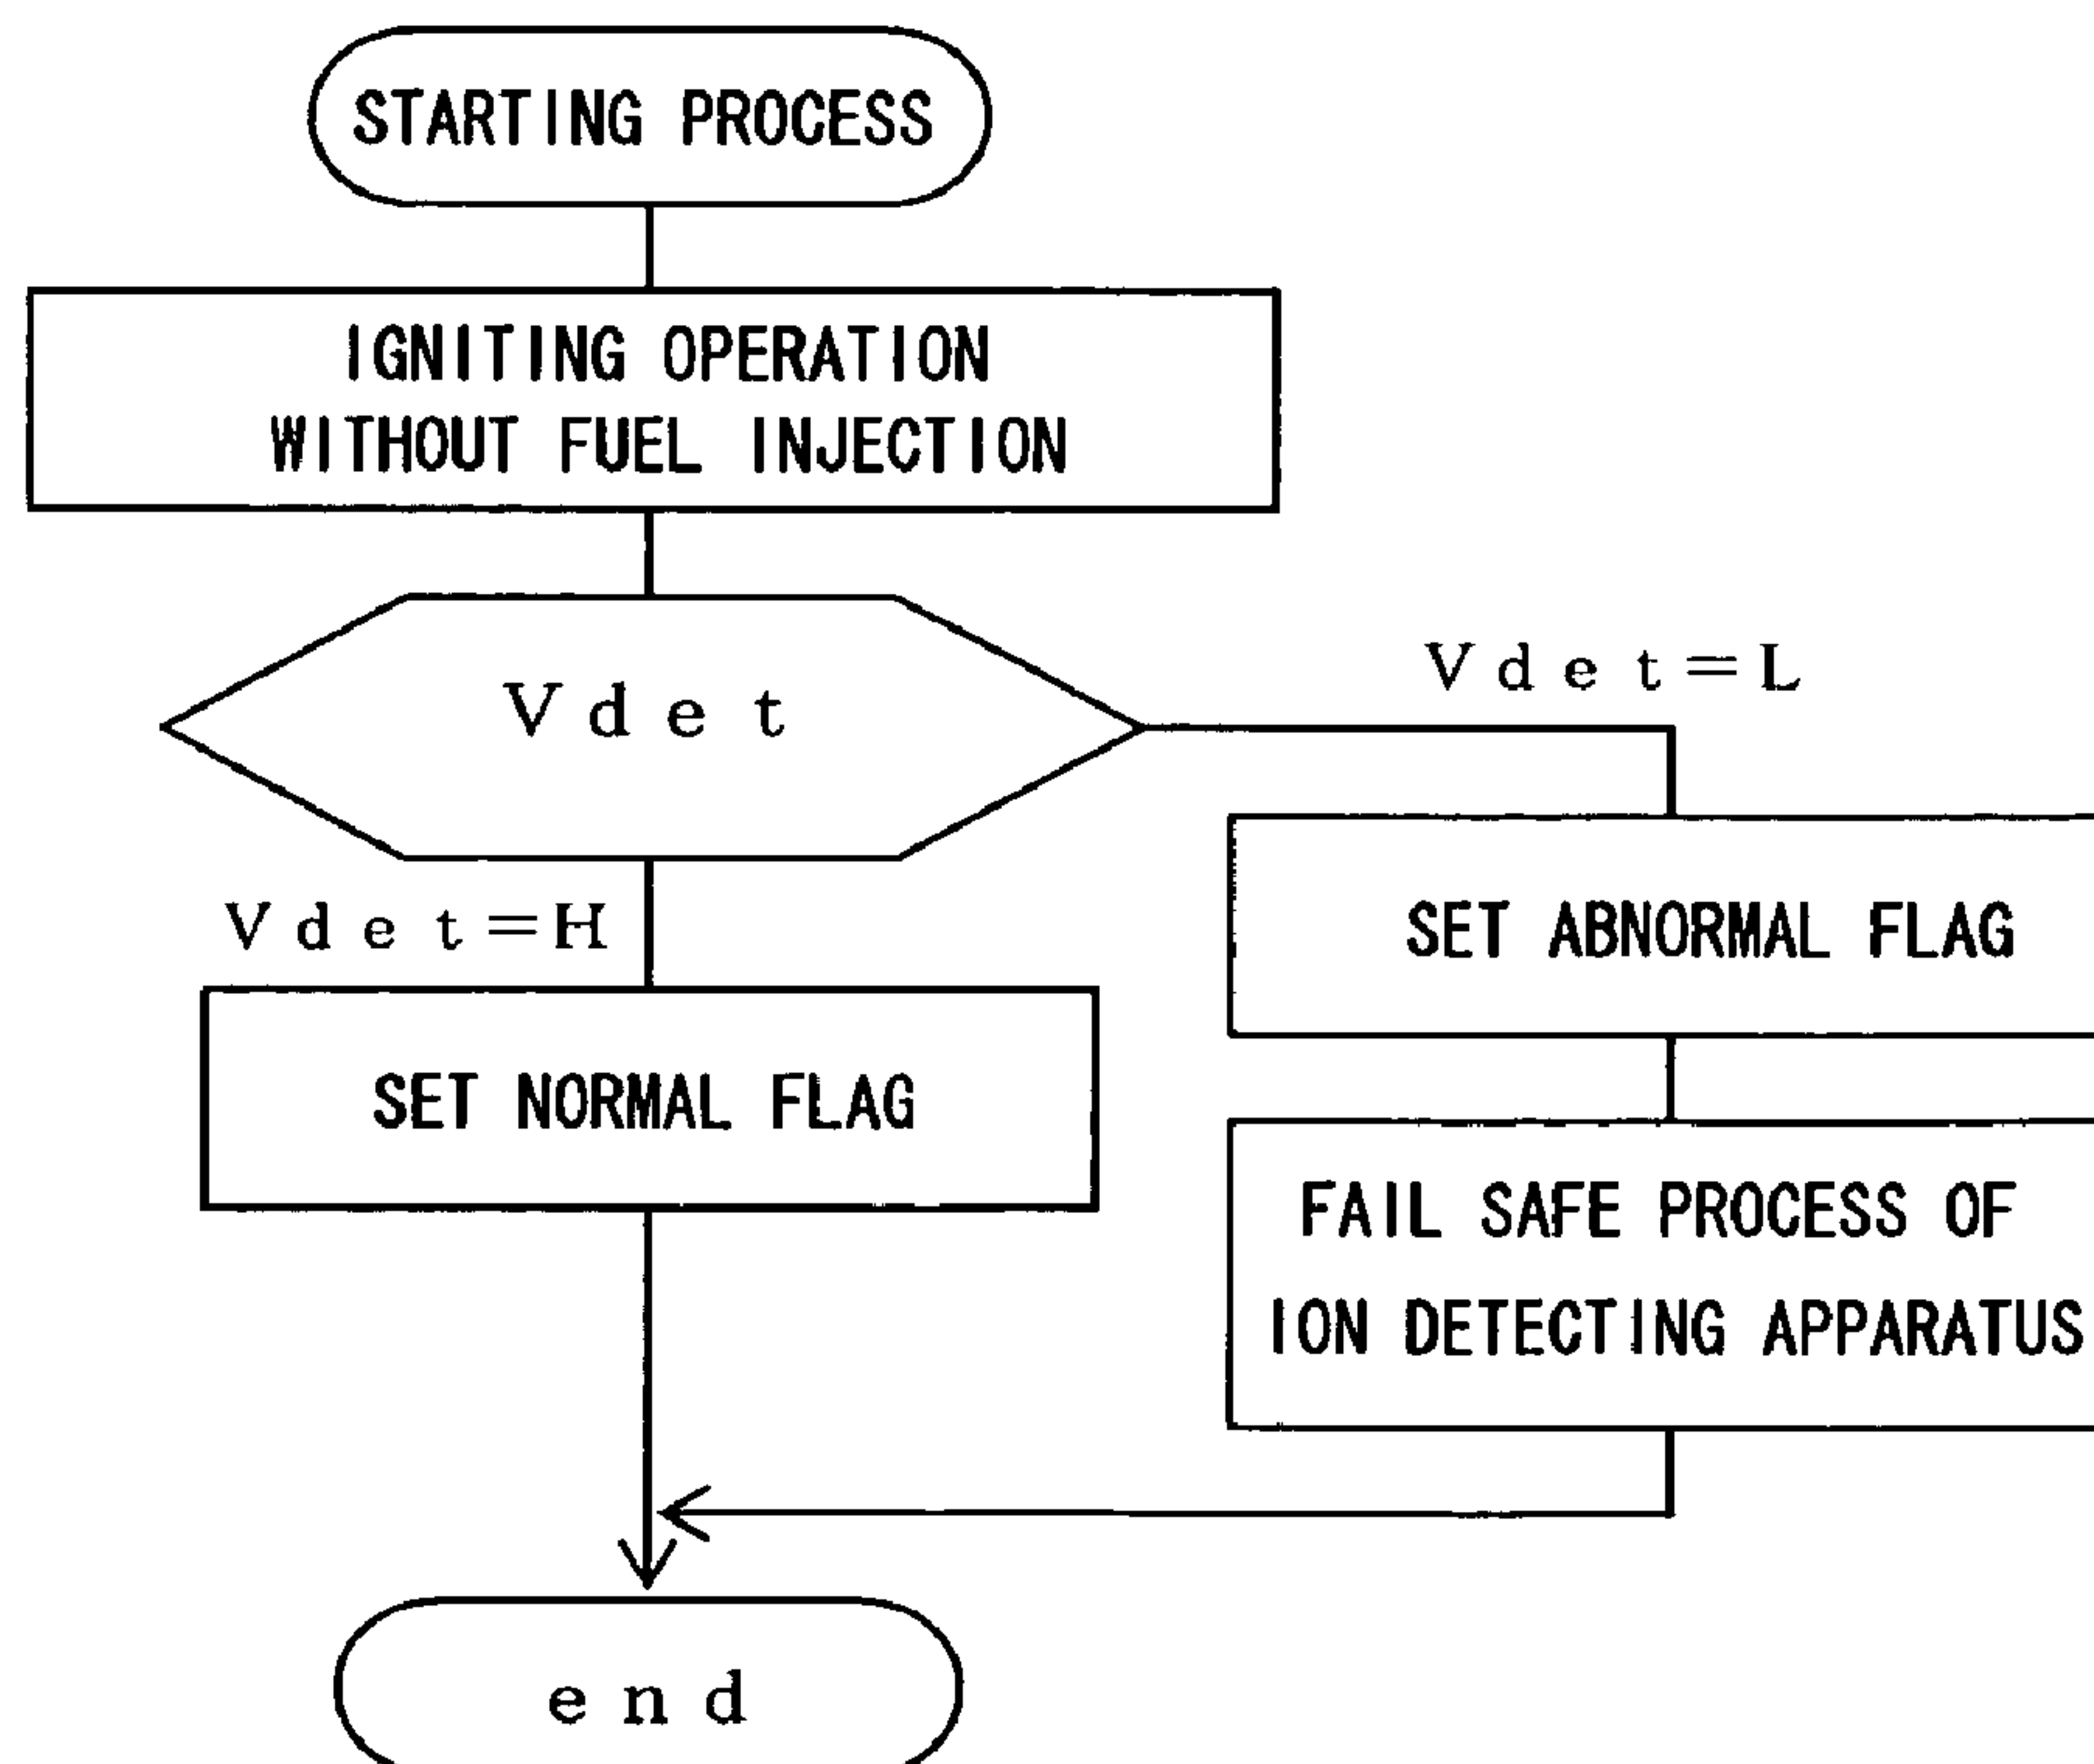 STARTING PROCESS
IGNITING OPERATION
WITHOUT FUEL INJECTION
Vdet
Vdet=L
Vdet=H
SET ABNORMAL FLAG
SET NORMAL FLAG
FAIL SAFE PROCESS OF
ION DETECTING APPARATUS
end